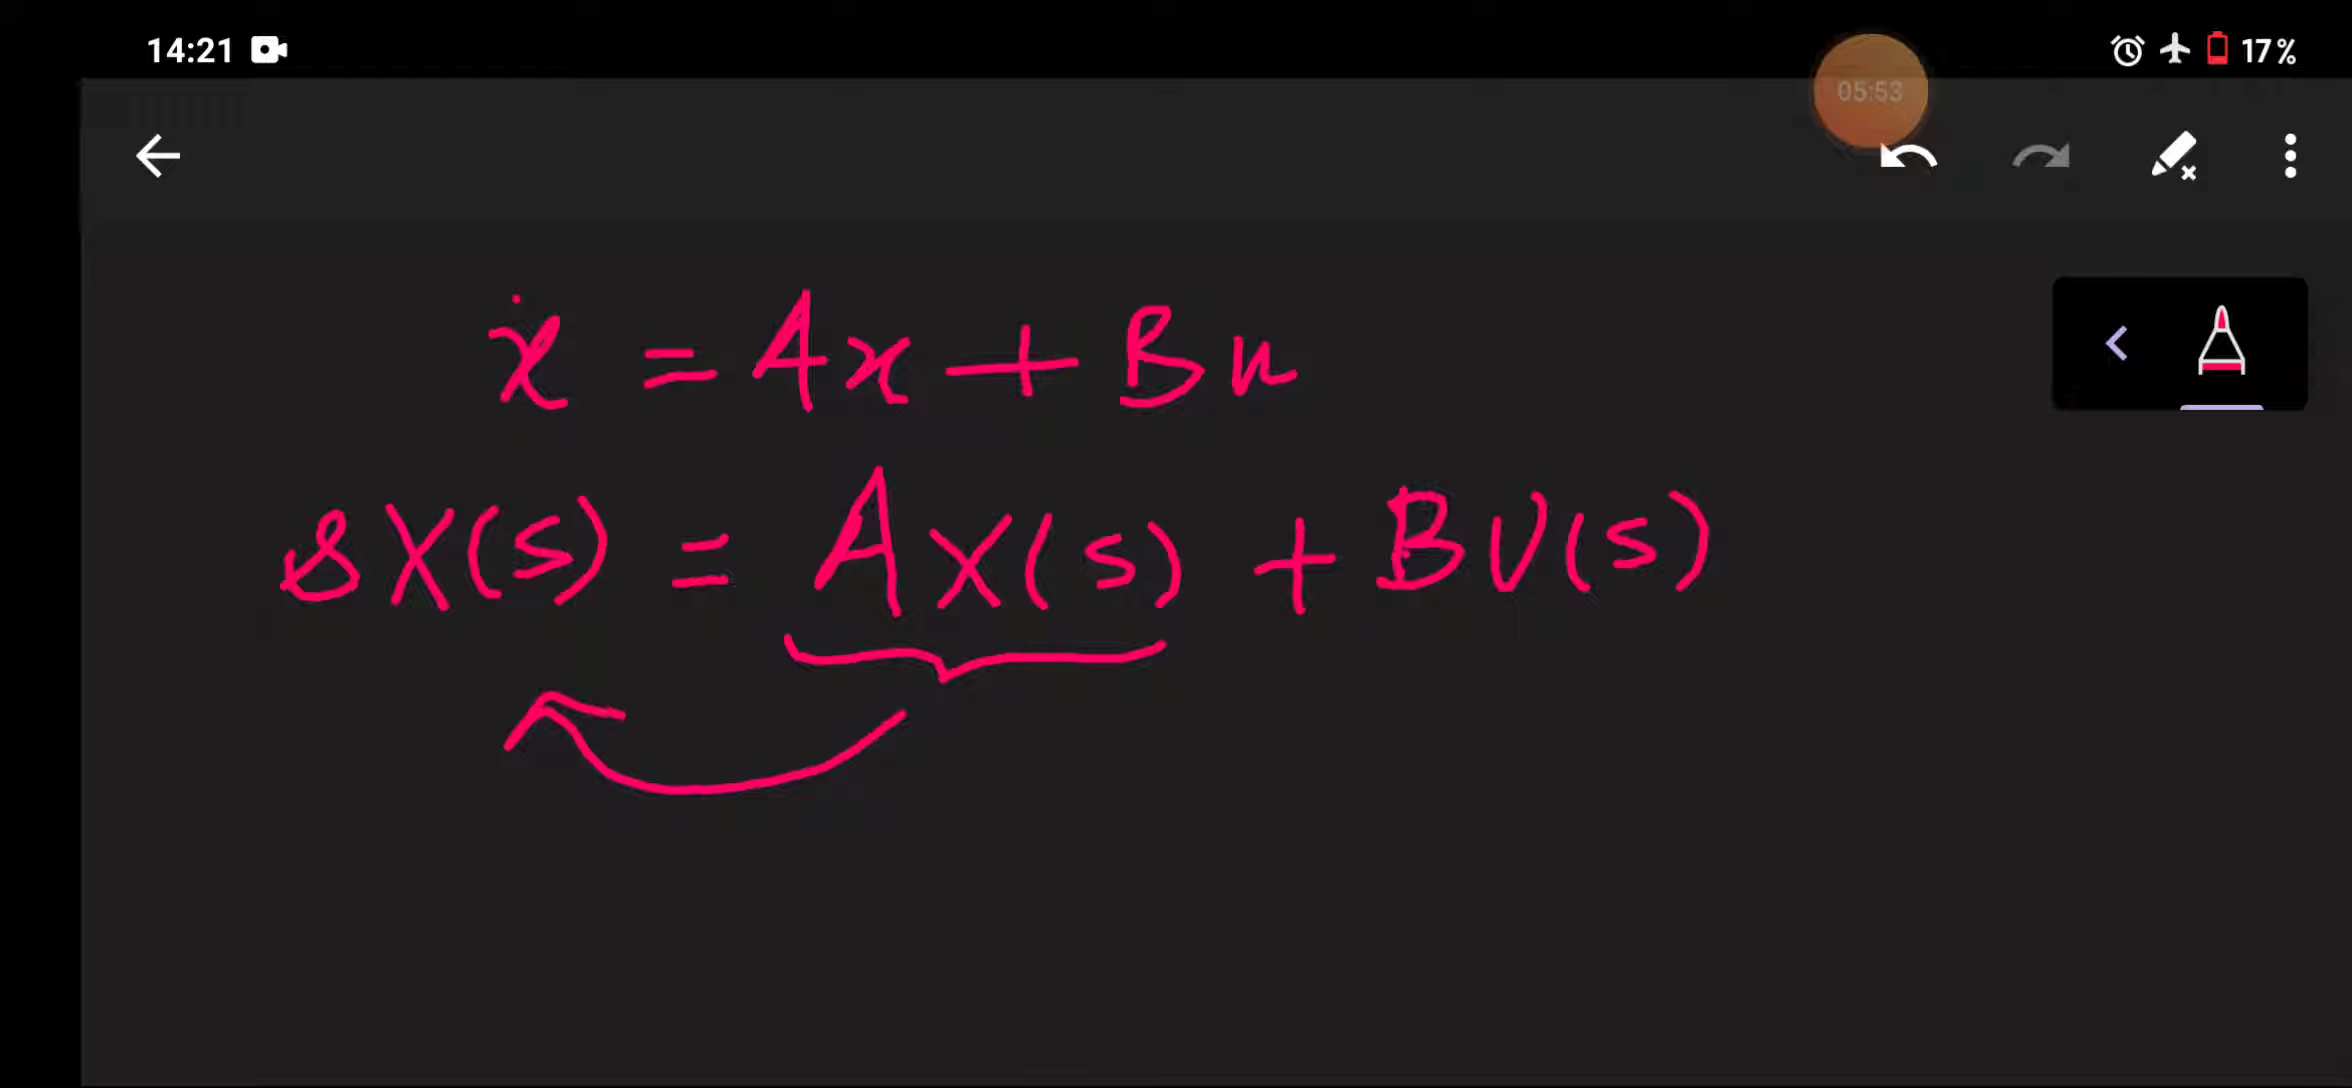 14:21
17%
05:53
ẋ = Ax + Bu
sX(s) = AX(s) + BU(s)